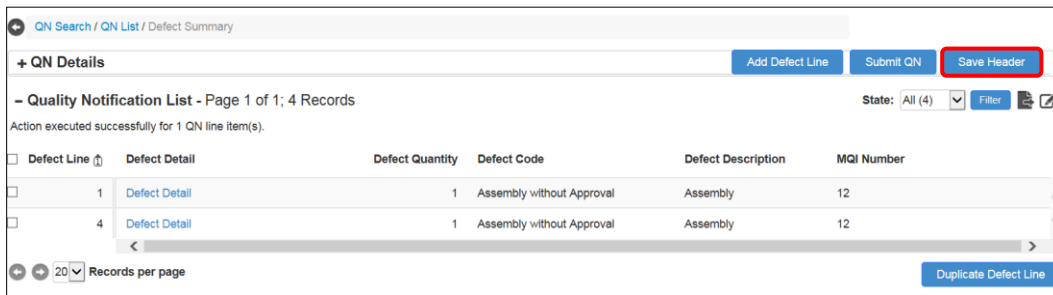 QN Search / QN List / Defect Summary
+ QN Details Add Defect Line Submit QN Save Header
– Quality Notification List - Page 1 of 1; 4 Records State: All (4) Filter
Action executed successfully for 1 QN line item(s).
Defect Line Defect Detail Defect Quantity Defect Code Defect Description MQI Number
1 Defect Detail 1 Assembly without Approval Assembly 12
4 Defect Detail 1 Assembly without Approval Assembly 12
20 Records per page Duplicate Defect Line